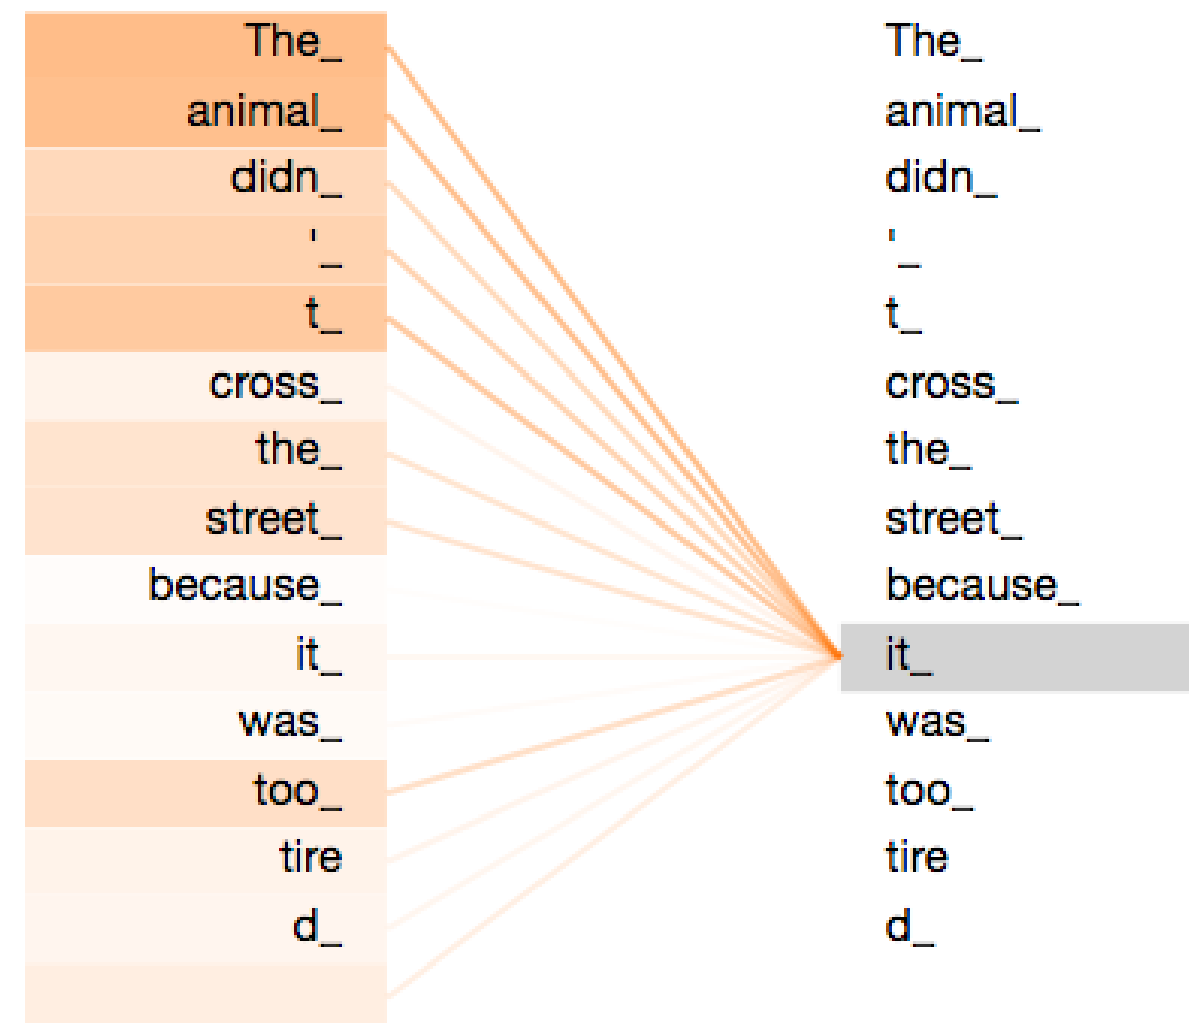 The_ The_
animal_ animal_
didn_ didn_
'_ '_
t_ t_
cross_ cross_
the_ the_
street_ street_
because_ because_
it_ it_
was_ was_
too_ too_
tire tire
d_ d_